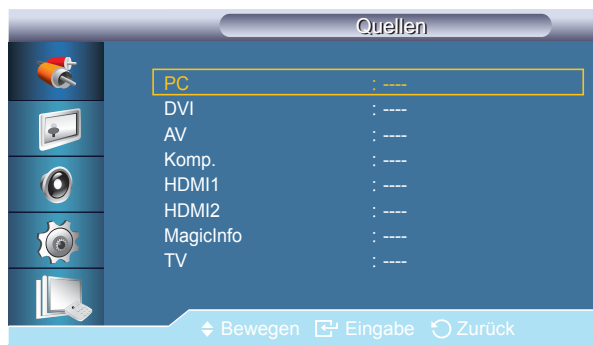 Quellen
PC : ----
DVI : ----
AV : ----
Komp. : ----
HDMI1 : ----
HDMI2 : ----
MagicInfo : ----
TV : ----
Bewegen Eingabe Zurück